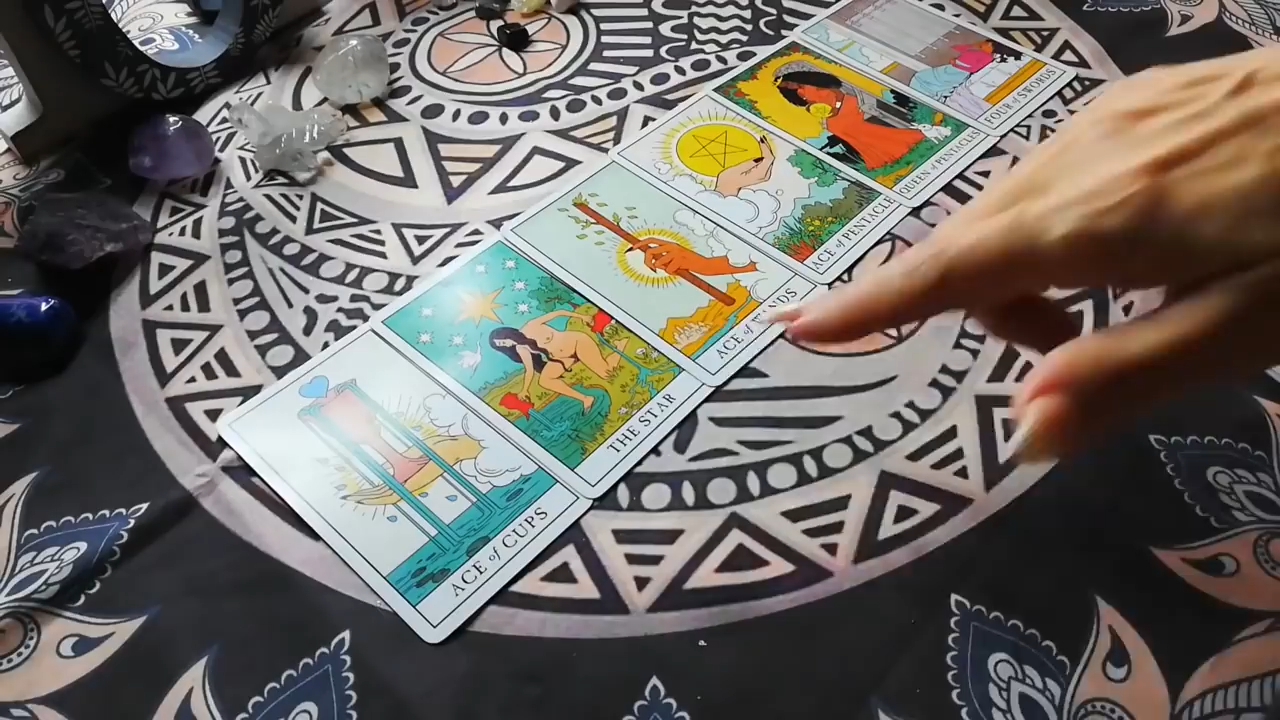 ACE of CUPS
THE STAR
ACE of WANDS
ACE of PENTACLE
QUEEN of PENTACLES
FOUR of SWORDS